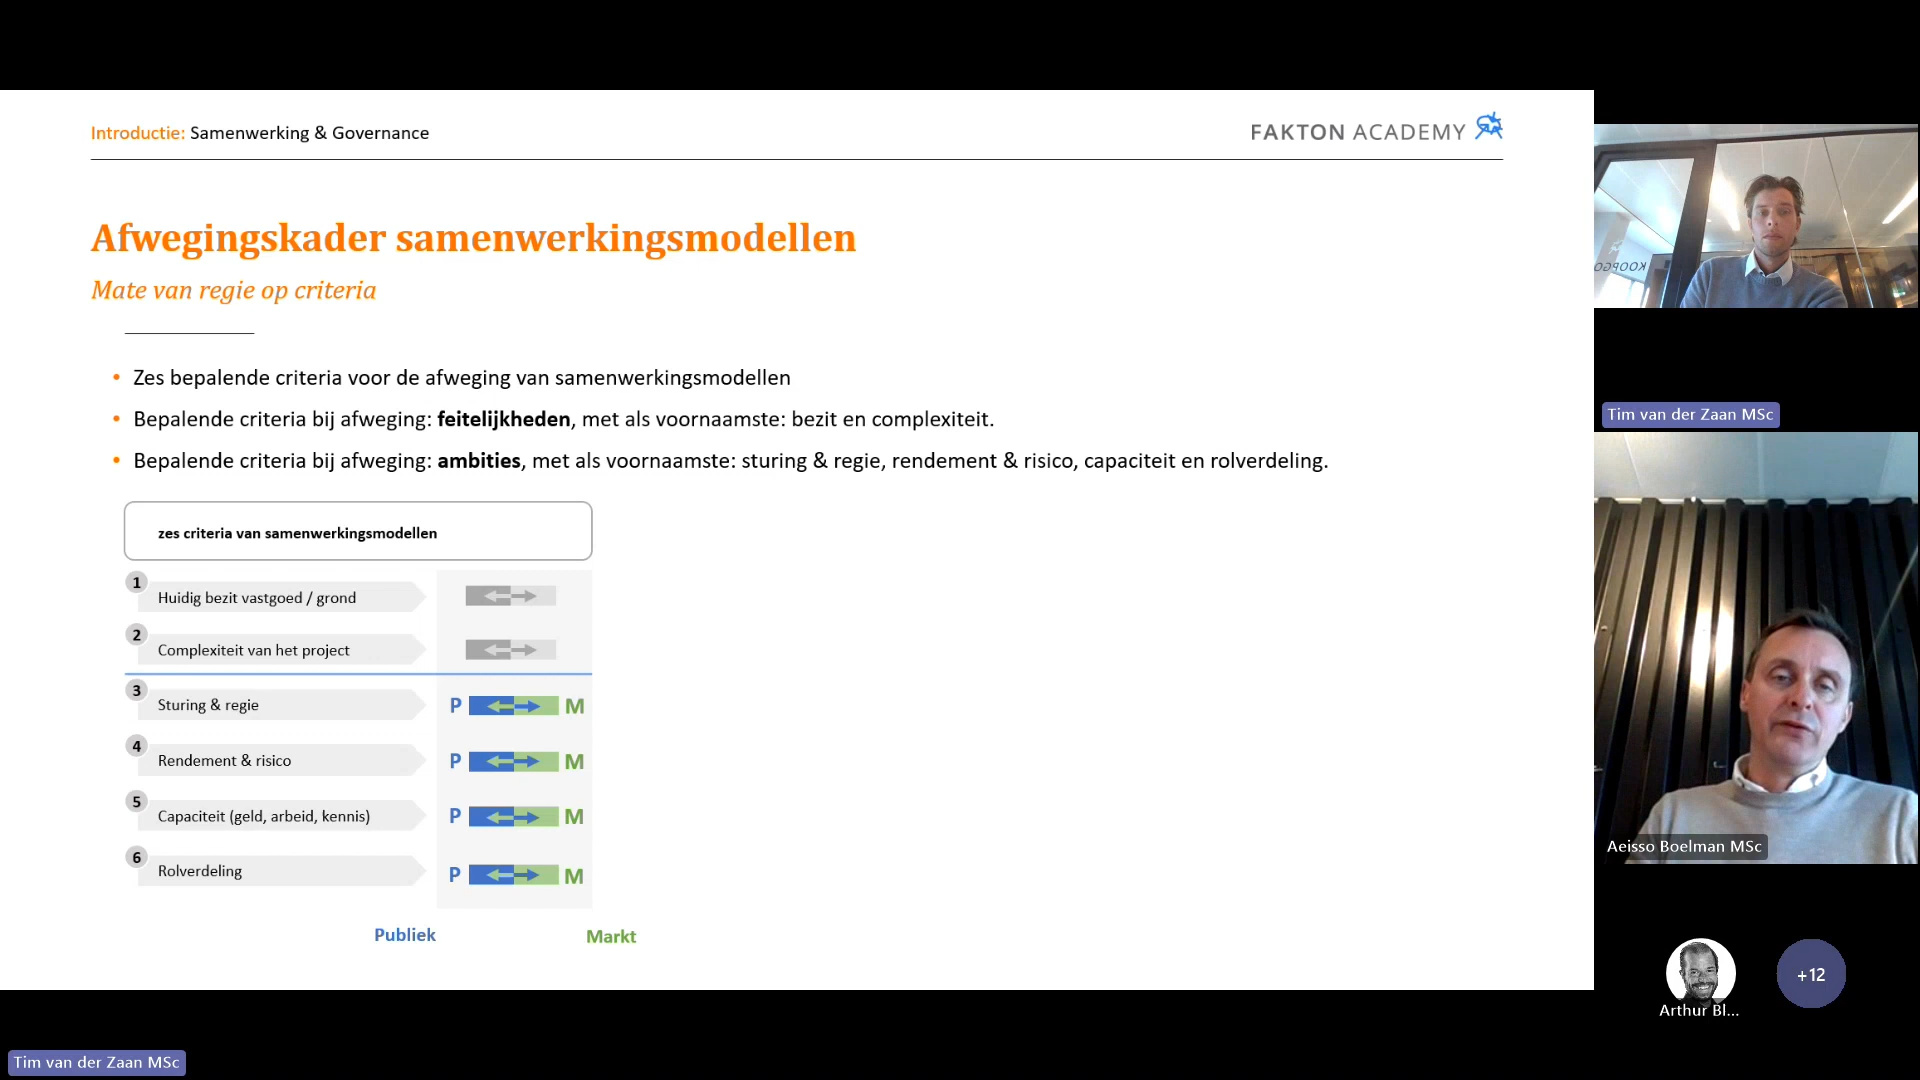 Introductie: Samenwerking & Governance
FAKTON ACADEMY
Afwegingskader samenwerkingsmodellen
Mate van regie op criteria
• Zes bepalende criteria voor de afweging van samenwerkingsmodellen
• Bepalende criteria bij afweging: feitelijkheden, met als voornaamste: bezit en complexiteit.
• Bepalende criteria bij afweging: ambities, met als voornaamste: sturing & regie, rendement & risico, capaciteit en rolverdeling.
zes criteria van samenwerkingsmodellen
1 Huidig bezit vastgoed / grond
2 Complexiteit van het project
3 Sturing & regie P M
4 Rendement & risico P M
5 Capaciteit (geld, arbeid, kennis) P M
6 Rolverdeling P M
Publiek Markt
Tim van der Zaan MSc
Aeisso Boelman MSc
Arthur Bl...
+12
Tim van der Zaan MSc